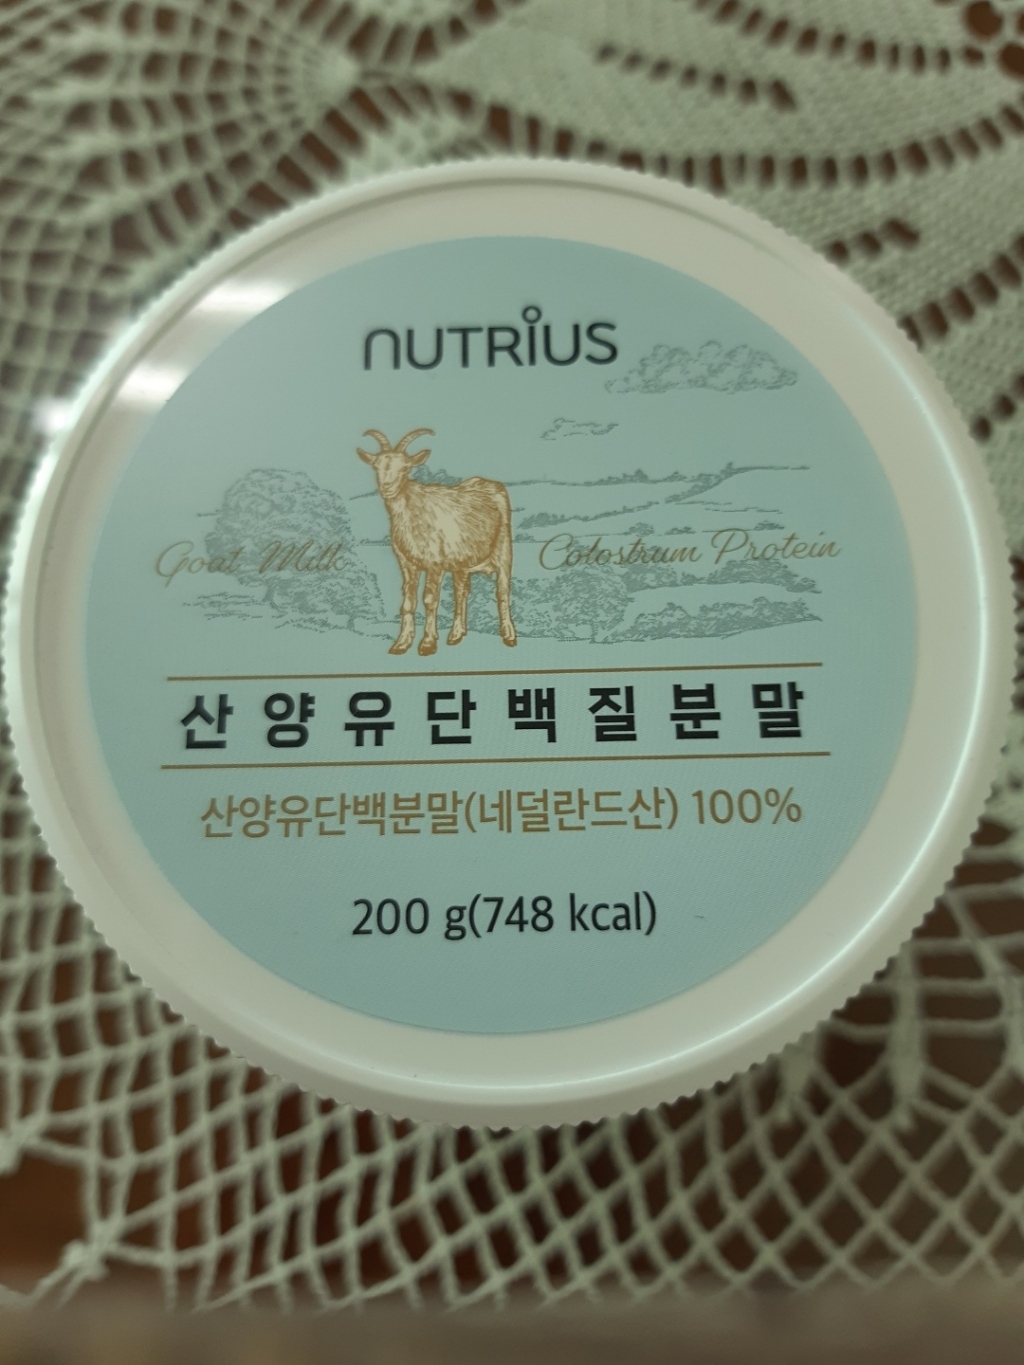 NUTRIUS
Goat Milk Colostrum Protein
산양유단백질분말
산양유단백분말(네덜란드산) 100%
200 g(748 kcal)